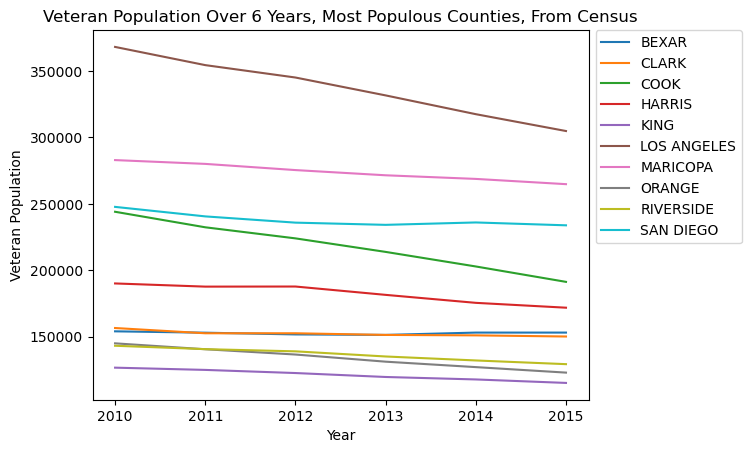 Veteran Population Over 6 Years, Most Populous Counties, From Census
350000
300000
250000
200000
150000
Veteran Population
2010 2011 2012 2013 2014 2015
Year
BEXAR
CLARK
COOK
HARRIS
KING
LOS ANGELES
MARICOPA
ORANGE
RIVERSIDE
SAN DIEGO